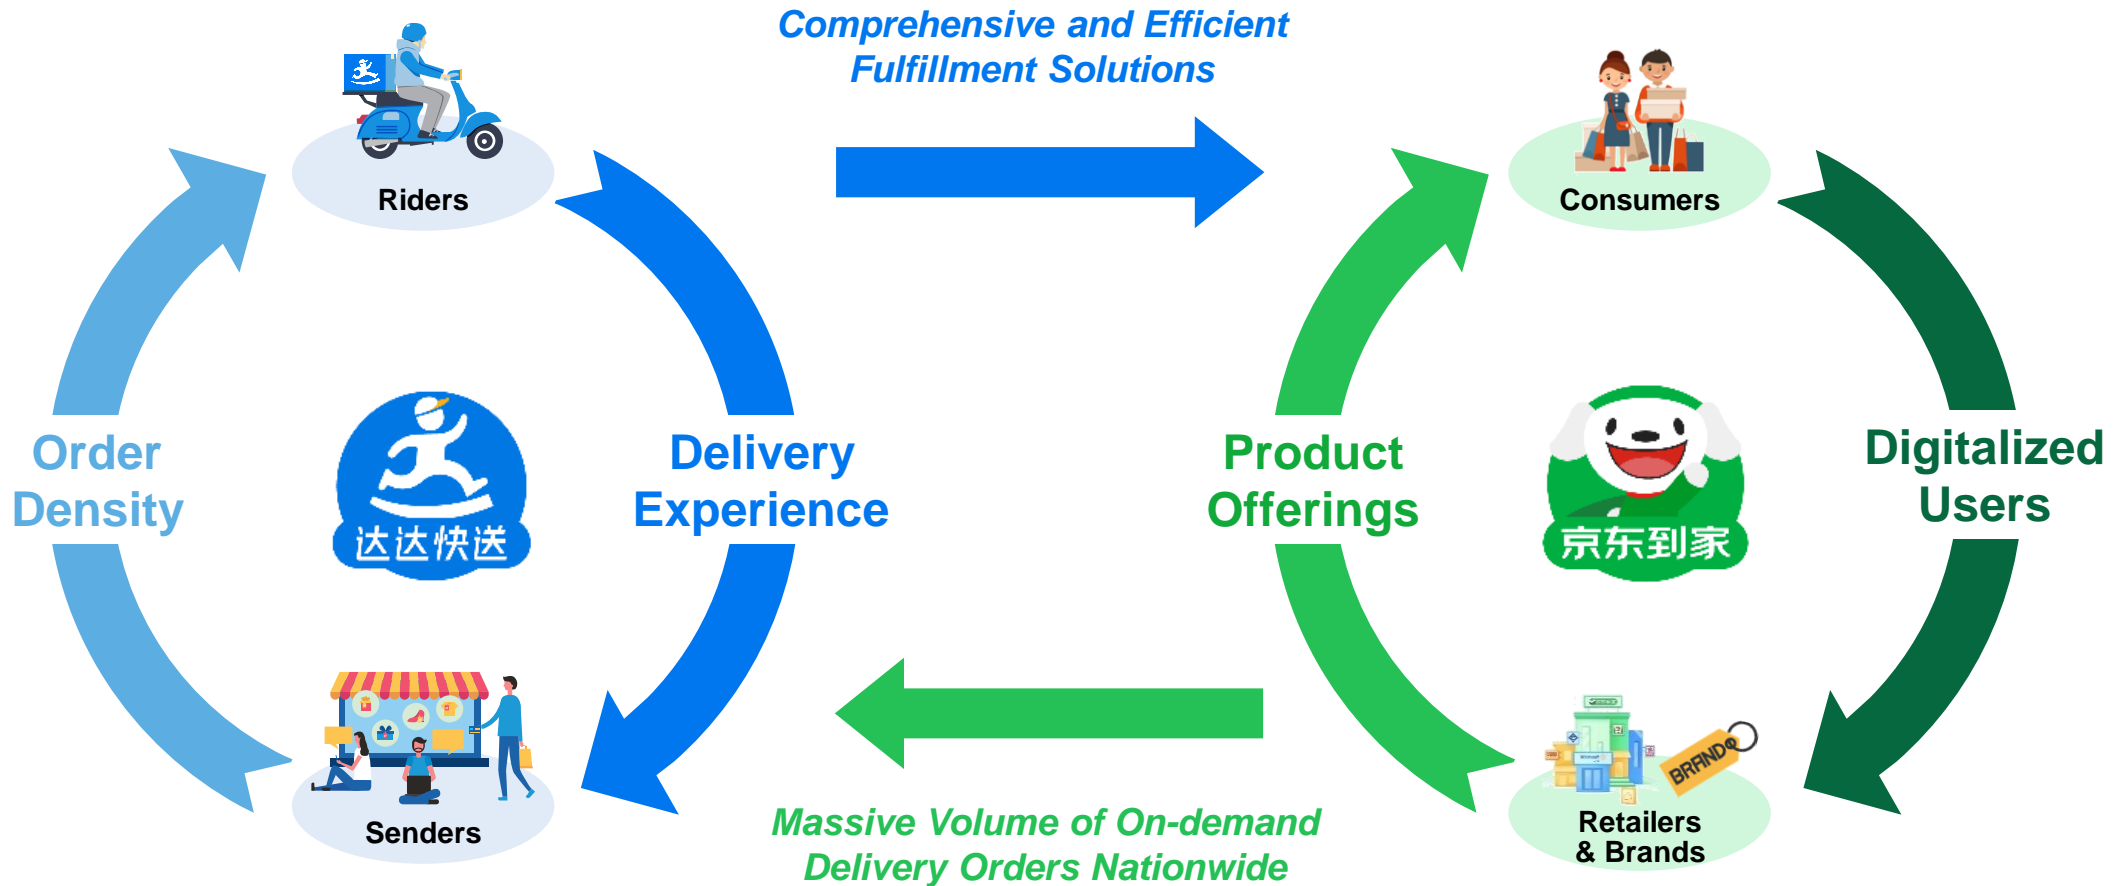 Comprehensive and Efficient
Fulfillment Solutions
Riders
Consumers
Order
Density
Delivery
Experience
达达快送
Product
Offerings
京东到家
Digitalized
Users
Senders
BRAND
Retailers
& Brands
Massive Volume of On-demand
Delivery Orders Nationwide